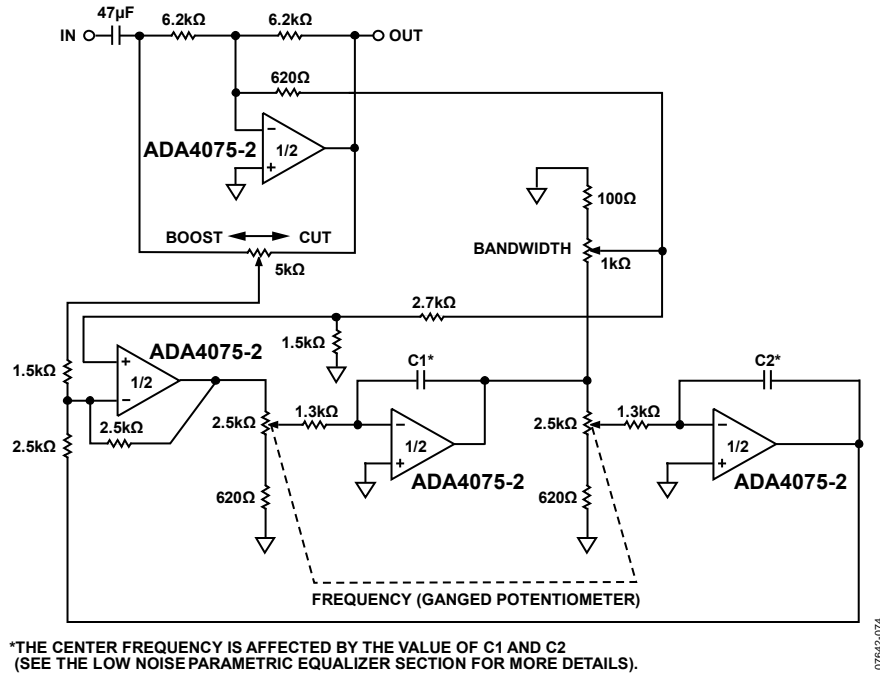 47μF
6.2kΩ
6.2kΩ
IN
OUT
620Ω
ADA4075-2
1/2
−
+
100Ω
BOOST
CUT
BANDWIDTH
1kΩ
5kΩ
2.7kΩ
ADA4075-2
1.5kΩ
C1*
C2*
1.5kΩ
+
−
1/2
2.5kΩ
1.3kΩ
2.5kΩ
1.3kΩ
2.5kΩ
2.5kΩ
−
+
1/2
−
+
1/2
620Ω
ADA4075-2
620Ω
ADA4075-2
FREQUENCY (GANGED POTENTIOMETER)
*THE CENTER FREQUENCY IS AFFECTED BY THE VALUE OF C1 AND C2
(SEE THE LOW NOISE PARAMETRIC EQUALIZER SECTION FOR MORE DETAILS).
07642-074